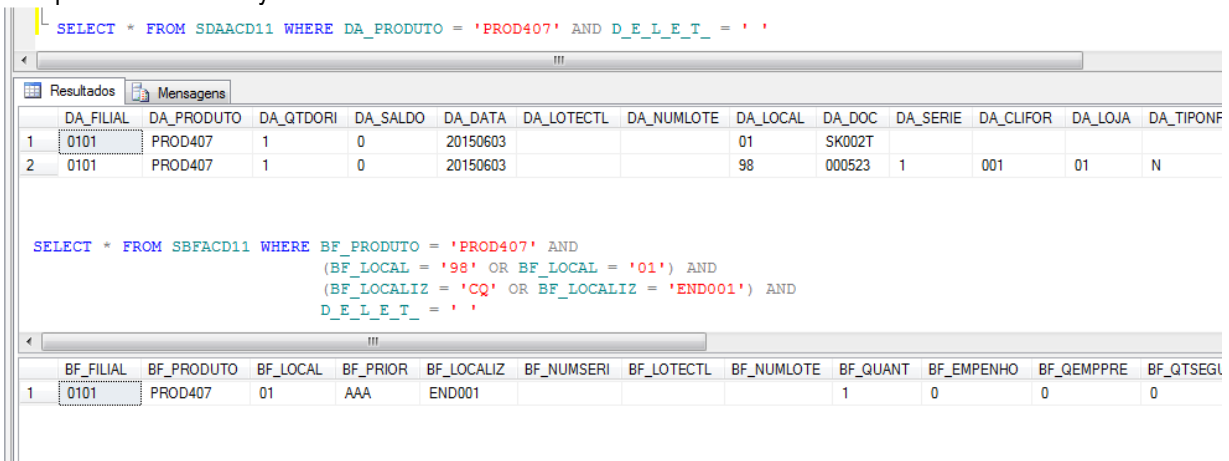 SELECT * FROM SDAACD11 WHERE DA_PRODUTO = 'PROD407' AND D_E_L_E_T_ = ' '
Resultados Mensagens
DA_FILIAL DA_PRODUTO DA_QTDORI DA_SALDO DA_DATA DA_LOTECTL DA_NUMLOTE DA_LOCAL DA_DOC DA_SERIE DA_CLIFOR DA_LOJA DA_TIPONF
1 0101 PROD407 1 0 20150603 01 SK002T
2 0101 PROD407 1 0 20150603 98 000523 1 001 01 N
SELECT * FROM SBFACD11 WHERE BF_PRODUTO = 'PROD407' AND
(BF_LOCAL = '98' OR BF_LOCAL = '01') AND
(BF_LOCALIZ = 'CQ' OR BF_LOCALIZ = 'END001') AND
D_E_L_E_T_ = ' '
BF_FILIAL BF_PRODUTO BF_LOCAL BF_PRIOR BF_LOCALIZ BF_NUMSERI BF_LOTECTL BF_NUMLOTE BF_QUANT BF_EMPENHO BF_QEMPPRE BF_QTSEGU
1 0101 PROD407 01 AAA END001 1 0 0 0